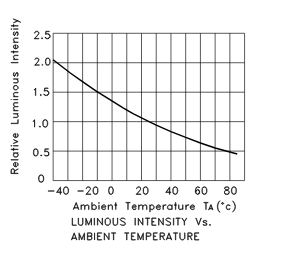 Relative Luminous Intensity
2.5
2.0
1.5
1.0
0.5
0
−40 −20 0 20 40 60 80
Ambient Temperature TA (°c)
LUMINOUS INTENSITY Vs.
AMBIENT TEMPERATURE